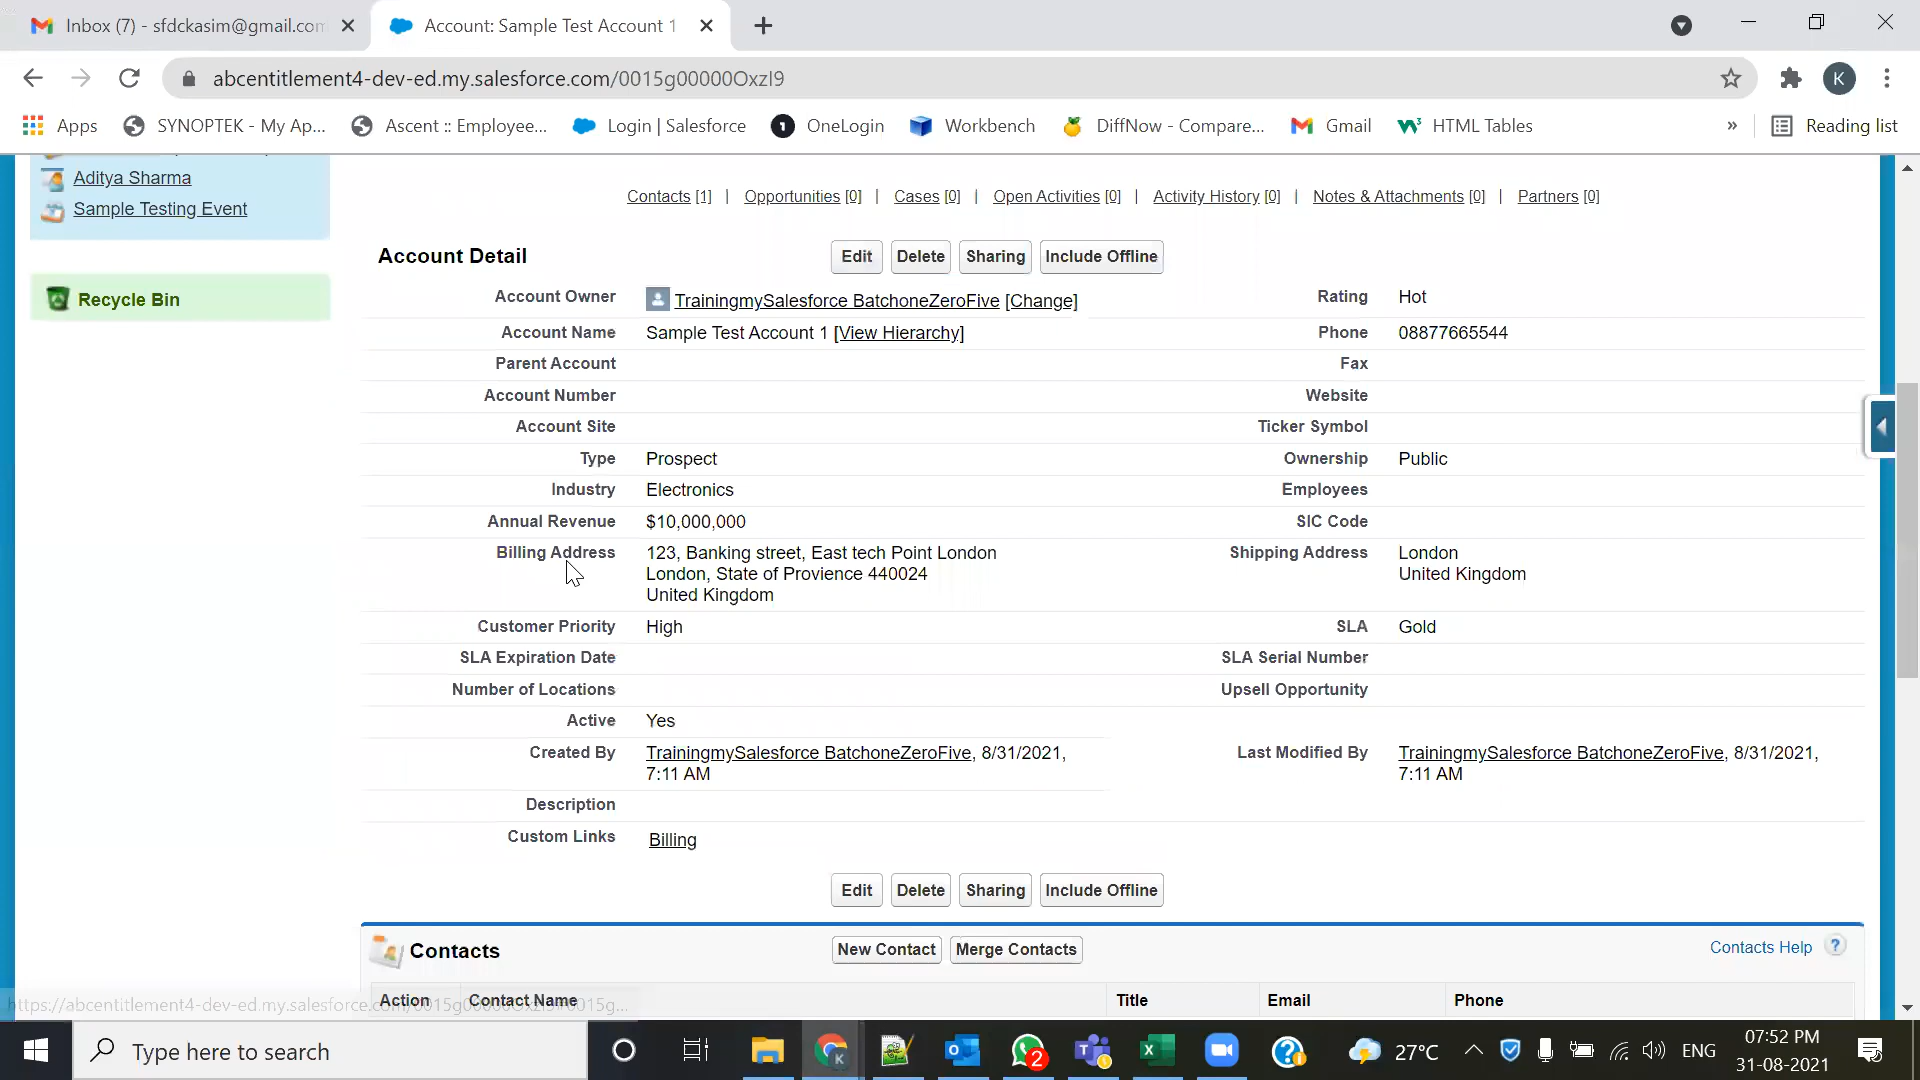 Inbox (7) - sfdckasim@gmail.com
Account: Sample Test Account 1
abcentitlement4-dev-ed.my.salesforce.com/0015g00000OxzI9
K
Apps
SYNOPTEK - My Ap...
Ascent :: Employee...
Login | Salesforce
OneLogin
Workbench
DiffNow - Compare...
Gmail
HTML Tables
»
Reading list
Aditya Sharma
Sample Testing Event
Recycle Bin
Contacts [1] | Opportunities [0] | Cases [0] | Open Activities [0] | Activity History [0] | Notes & Attachments [0] | Partners [0]
Account Detail
Edit Delete Sharing Include Offline
Account Owner TrainingmySalesforce BatchoneZeroFive [Change]
Rating Hot
Account Name Sample Test Account 1 [View Hierarchy]
Phone 08877665544
Parent Account
Fax
Account Number
Website
Account Site
Ticker Symbol
Type Prospect
Ownership Public
Industry Electronics
Employees
Annual Revenue $10,000,000
SIC Code
Billing Address 123, Banking street, East tech Point London
London, State of Provience 440024
United Kingdom
Shipping Address London
United Kingdom
Customer Priority High
SLA Gold
SLA Expiration Date
SLA Serial Number
Number of Locations
Upsell Opportunity
Active Yes
Created By TrainingmySalesforce BatchoneZeroFive, 8/31/2021,
7:11 AM
Last Modified By TrainingmySalesforce BatchoneZeroFive, 8/31/2021,
7:11 AM
Description
Custom Links Billing
Edit Delete Sharing Include Offline
Contacts
New Contact Merge Contacts
Contacts Help ?
Action Contact Name Title Email Phone
Type here to search
2
27°C
ENG
07:52 PM
31-08-2021